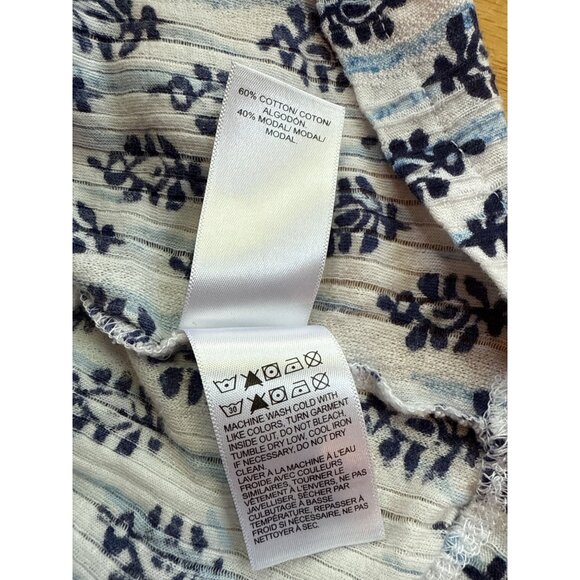 60% COTTON/ COTON/
ALGODÓN.
40% MODAL/ MODAL/
MODAL.
30
MACHINE WASH COLD WITH
LIKE COLORS, TURN GARMENT
INSIDE OUT, DO NOT BLEACH,
TUMBLE DRY LOW, COOL IRON
IF NECESSARY, DO NOT DRY
CLEAN
LAVER À LA MACHINE À L'EAU
FROIDE AVEC COULEURS
SIMILAIRES, TOURNER LE
VÊTEMENT À L'ENVERS, NE PAS
JAVELLISER, SÉCHER PAR
CULBUTAGE À BASSE
TEMPÉRATURE, REPASSER À
FROID SI NÉCESSAIRE, NE PAS
NETTOYER À SEC.